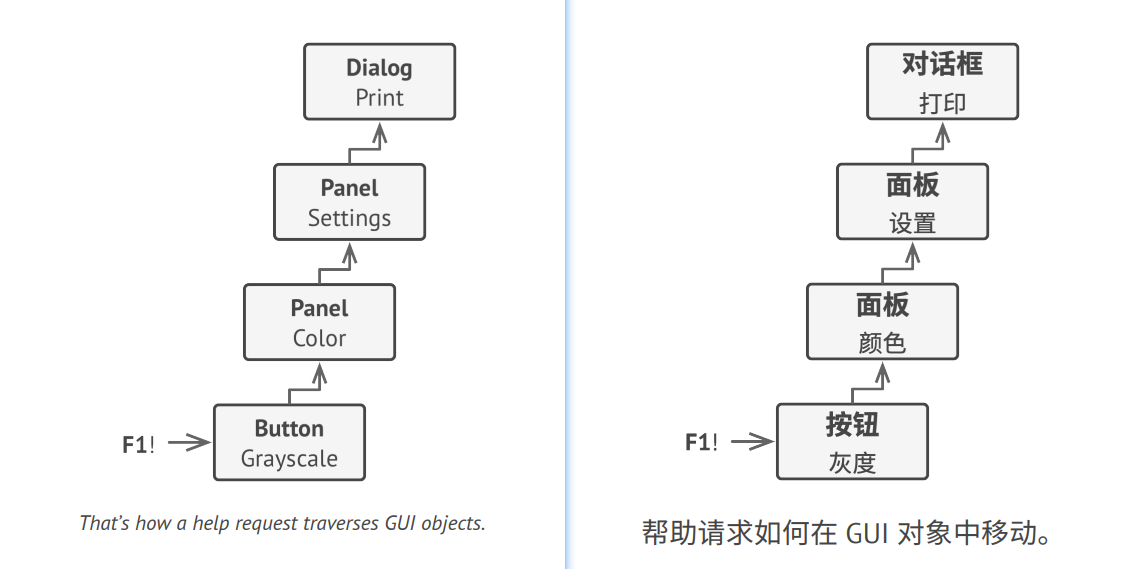 Dialog
Print
Panel
Settings
Panel
Color
Button
Grayscale
F1!
That's how a help request traverses GUI objects.
对话框
打印
面板
设置
面板
颜色
按钮
灰度
F1!
帮助请求如何在 GUI 对象中移动。